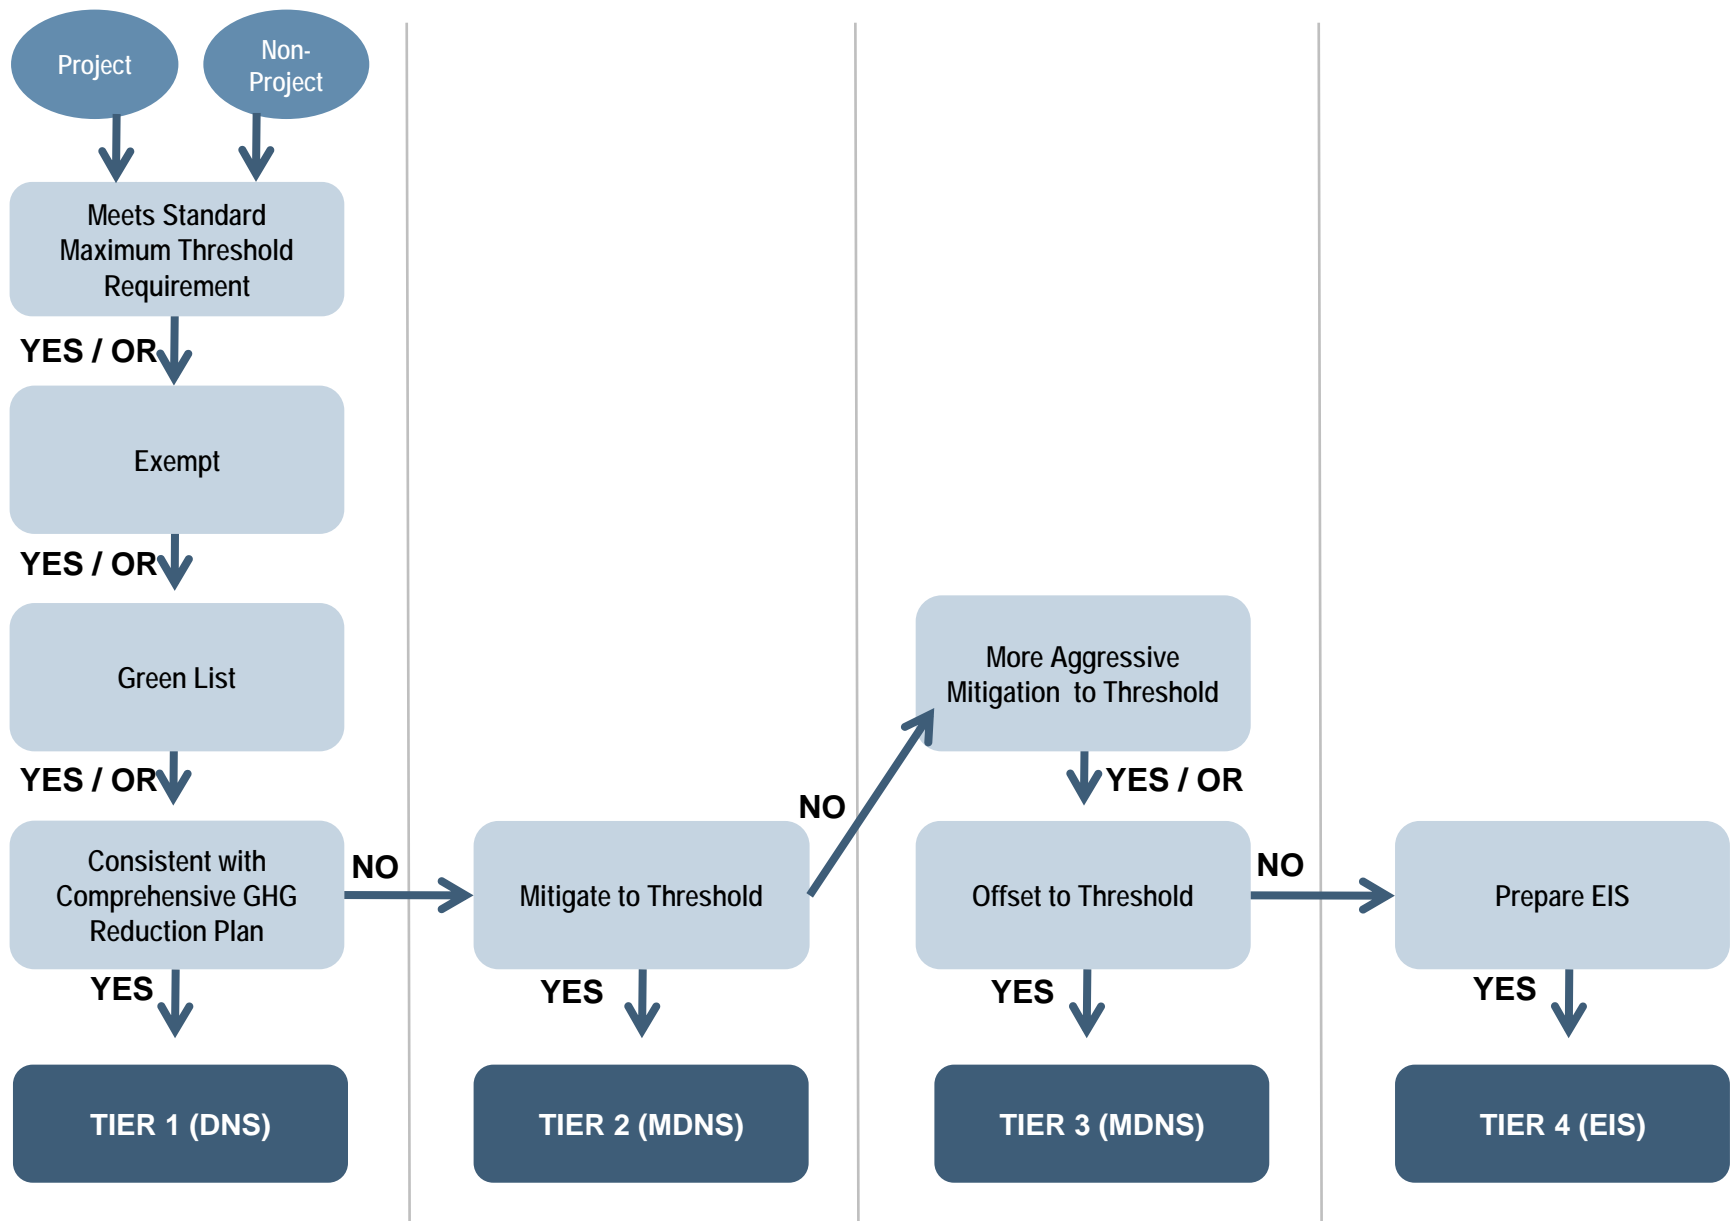 Project
Non-
Project
Meets Standard
Maximum Threshold
Requirement
YES / OR
Exempt
YES / OR
Green List
YES / OR
Consistent with
Comprehensive GHG
Reduction Plan
NO
YES
TIER 1 (DNS)
Mitigate to Threshold
NO
YES
TIER 2 (MDNS)
More Aggressive
Mitigation to Threshold
YES / OR
Offset to Threshold
NO
YES
TIER 3 (MDNS)
Prepare EIS
YES
TIER 4 (EIS)